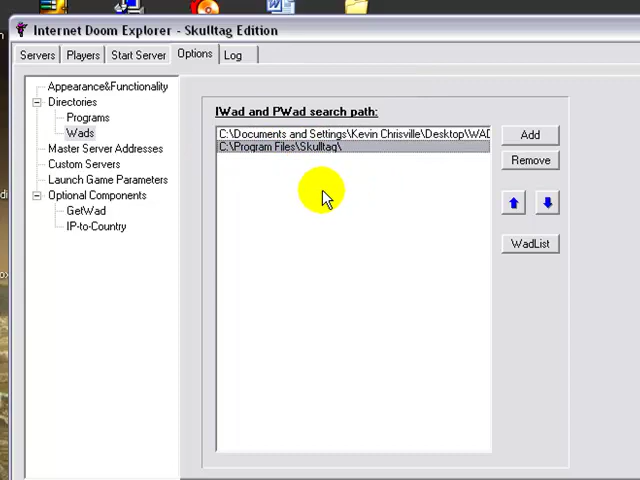 Internet Doom Explorer - Skulltag Edition
Servers Players Start Server Options Log
Appearance&Functionality
Directories
Programs
Wads
Master Server Addresses
Custom Servers
Launch Game Parameters
Optional Components
GetWad
IP-to-Country
IWad and PWad search path:
C:\Documents and Settings\Kevin Chrisville\Desktop\WAD
C:\Program Files\Skulltag\
Add
Remove
WadList